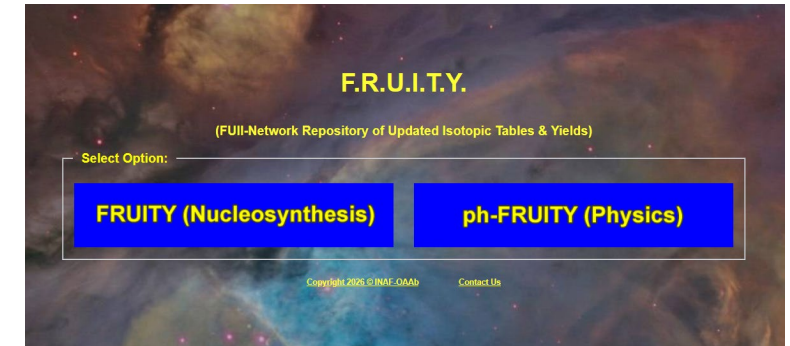 F.R.U.I.T.Y.
(FUll-Network Repository of Updated Isotopic Tables & Yields)
Select Option:
FRUITY (Nucleosynthesis) ph-FRUITY (Physics)
Copyright 2026 © INAF-OAAb Contact Us